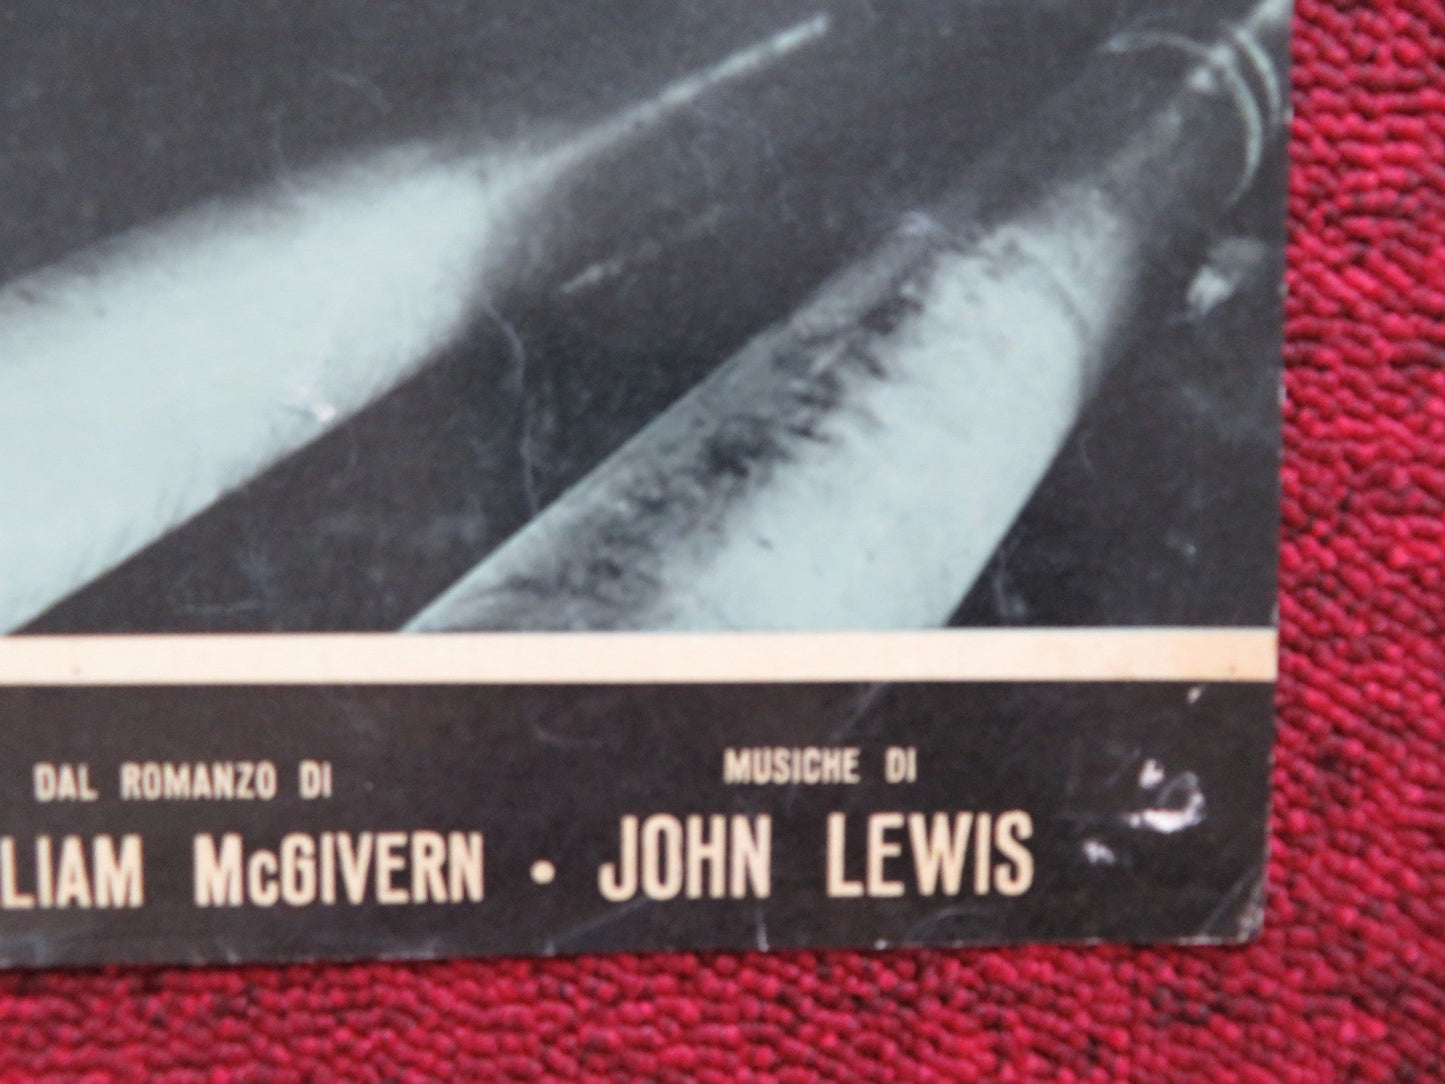 DAL ROMANZO DI
LIAM McGIVERN • JOHN LEWIS
MUSICHE DI